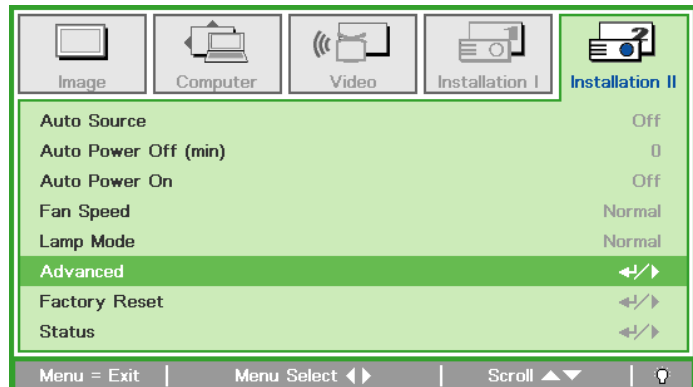 Image Computer Video Installation I Installation II
Auto Source Off
Auto Power Off (min) 0
Auto Power On Off
Fan Speed Normal
Lamp Mode Normal
Advanced
Factory Reset
Status
Menu = Exit Menu Select Scroll